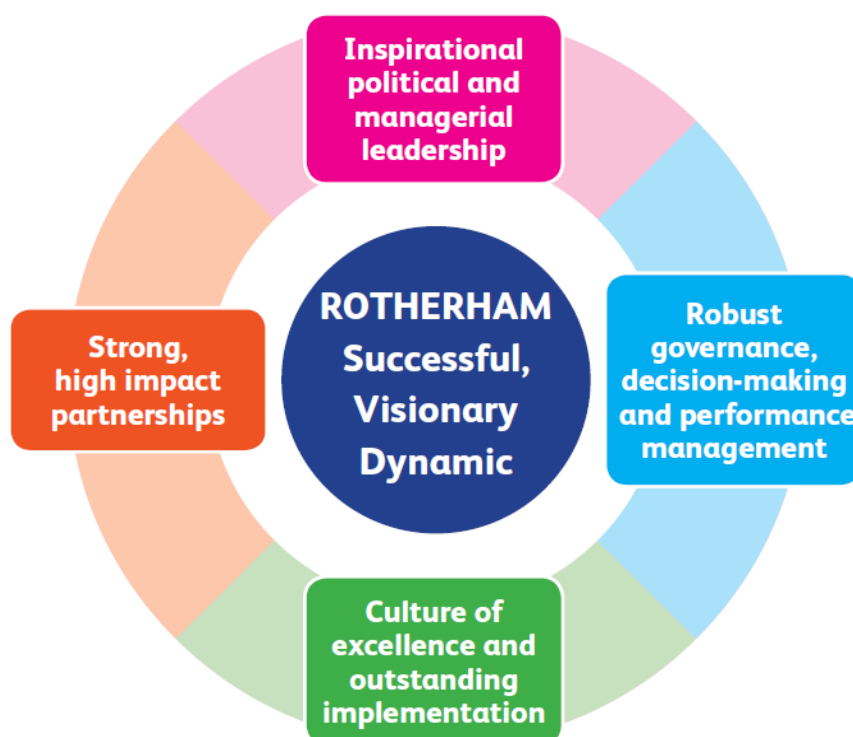 Inspirational
political and
managerial
leadership
Strong,
high impact
partnerships
ROTHERHAM
Successful,
Visionary
Dynamic
Robust
governance,
decision-making
and performance
management
Culture of
excellence and
outstanding
implementation